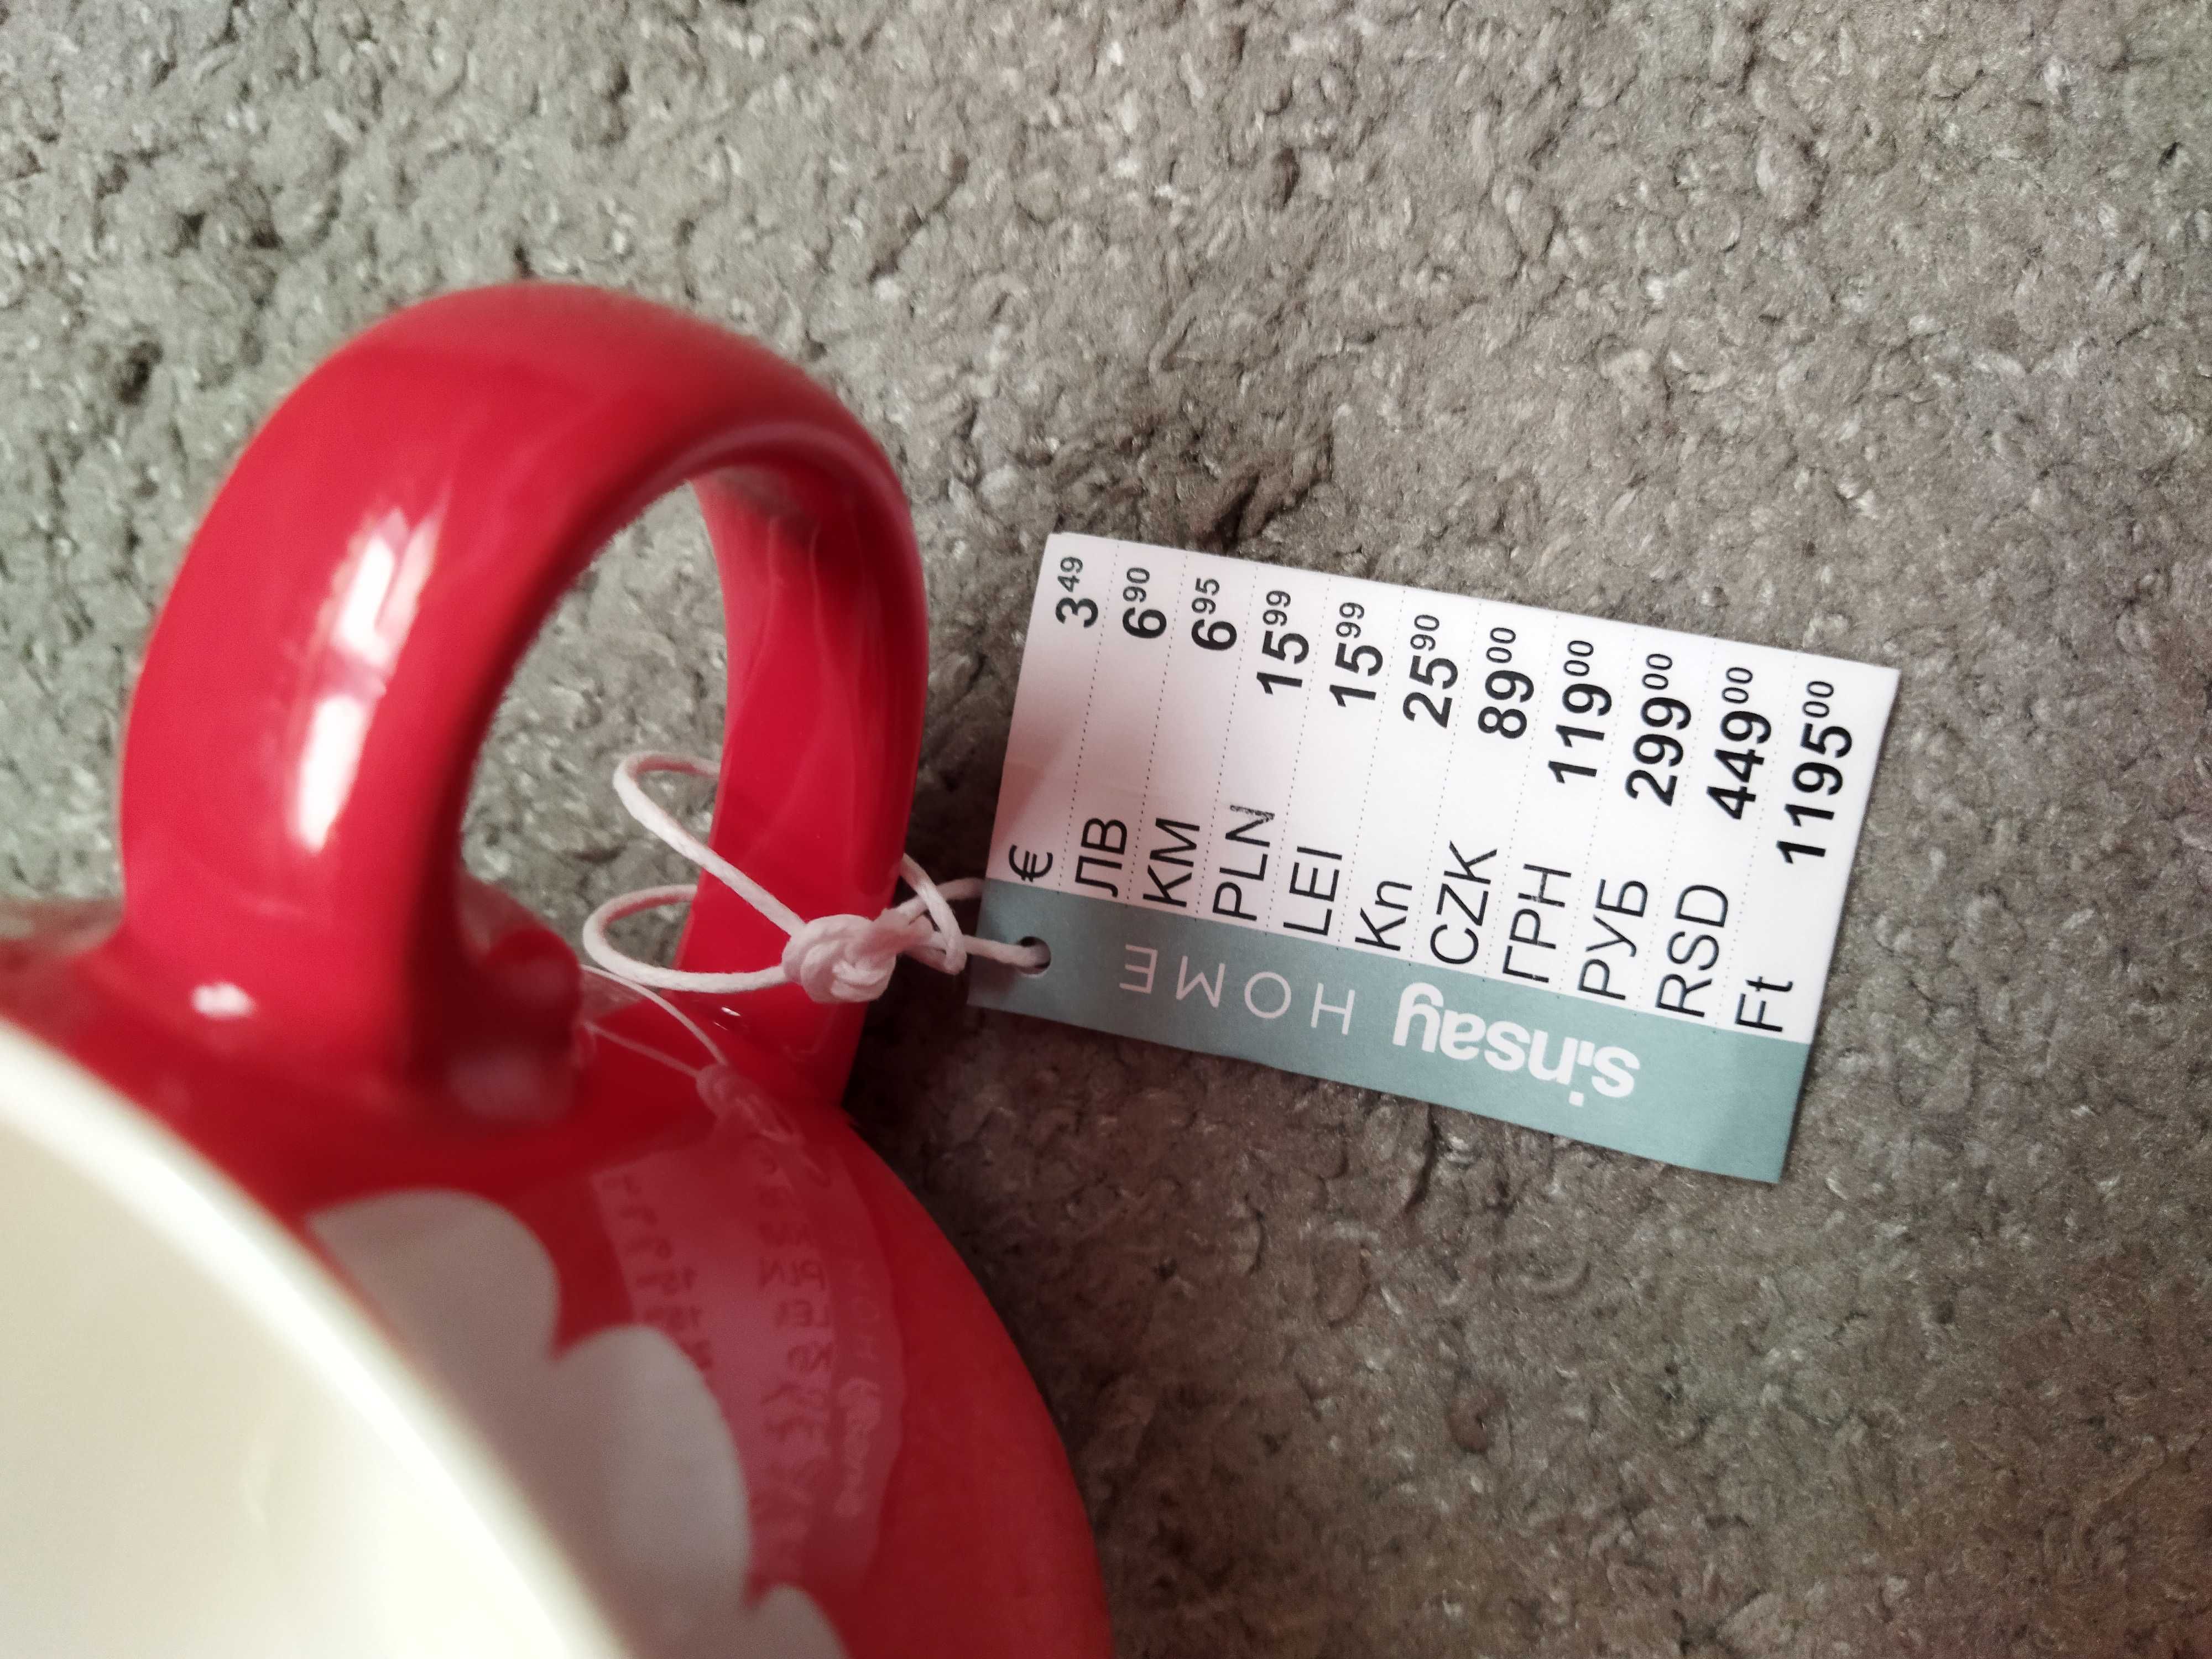 € 3⁴⁹
ЛВ 6⁹⁰
KM 6⁹⁵
PLN 15⁹⁹
LEI 15⁹⁹
Kn 25⁹⁰
CZK 89⁰⁰
ГРН 119⁰⁰
РУБ 299⁰⁰
RSD 449⁰⁰
Ft 1195⁰⁰
sinsay HOME